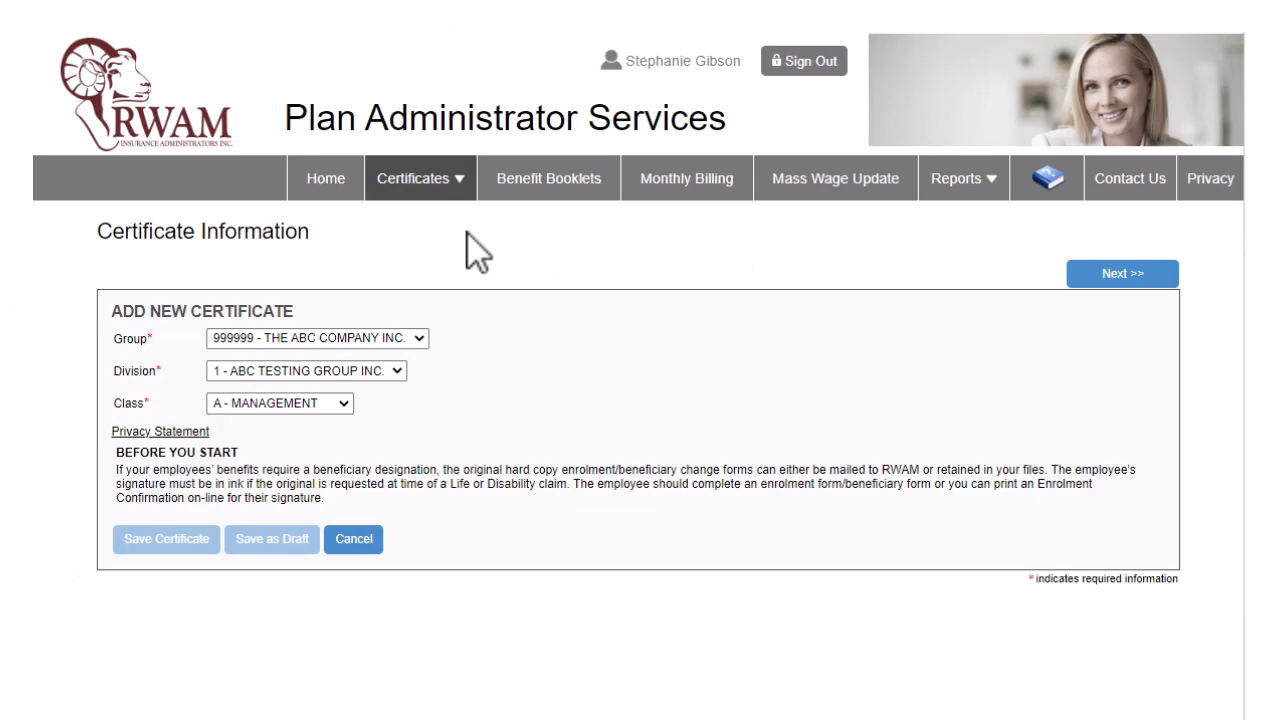 Stephanie Gibson
Sign Out
RWAM
INSURANCE ADMINISTRATORS INC.
Plan Administrator Services
Home
Certificates
Benefit Booklets
Monthly Billing
Mass Wage Update
Reports
Contact Us
Privacy
Certificate Information
Next >>
ADD NEW CERTIFICATE
Group* 999999 - THE ABC COMPANY INC.
Division* 1 - ABC TESTING GROUP INC.
Class* A - MANAGEMENT
Privacy Statement
BEFORE YOU START
If your employees' benefits require a beneficiary designation, the original hard copy enrolment/beneficiary change forms can either be mailed to RWAM or retained in your files. The employee's
signature must be in ink if the original is requested at time of a Life or Disability claim. The employee should complete an enrolment form/beneficiary form or you can print an Enrolment
Confirmation on-line for their signature.
Save Certificate
Save as Draft
Cancel
* indicates required information